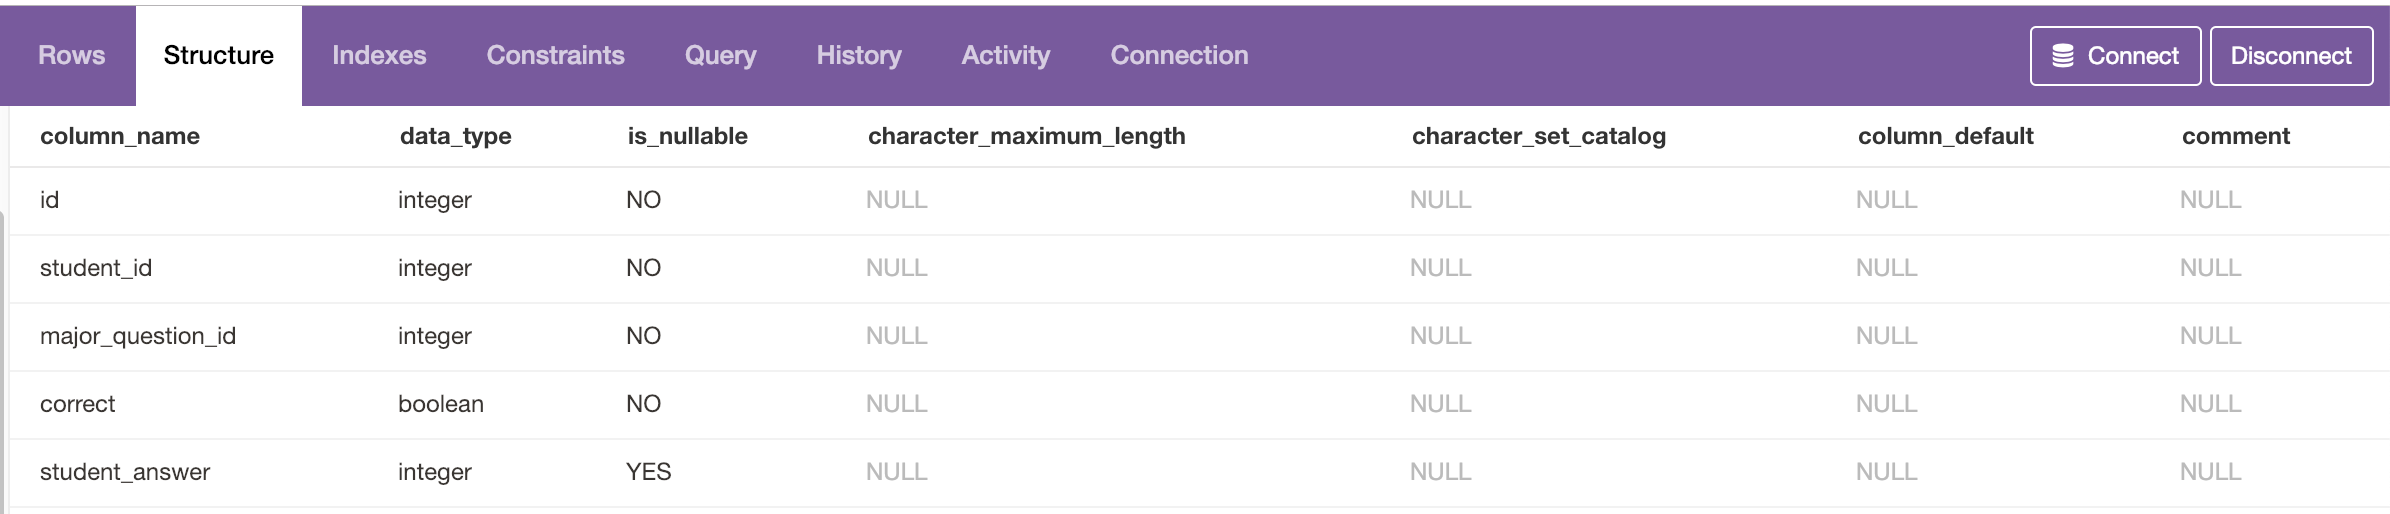 Rows Structure Indexes Constraints Query History Activity Connection Connect Disconnect
column_name data_type is_nullable character_maximum_length character_set_catalog column_default comment
id integer NO NULL NULL NULL NULL
student_id integer NO NULL NULL NULL NULL
major_question_id integer NO NULL NULL NULL NULL
correct boolean NO NULL NULL NULL NULL
student_answer integer YES NULL NULL NULL NULL